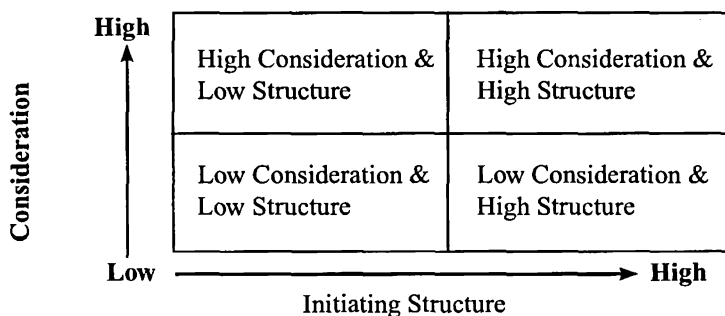 High
High Consideration &
Low Structure
High Consideration &
High Structure
Consideration
Low Consideration &
Low Structure
Low Consideration &
High Structure
Low
High
Initiating Structure